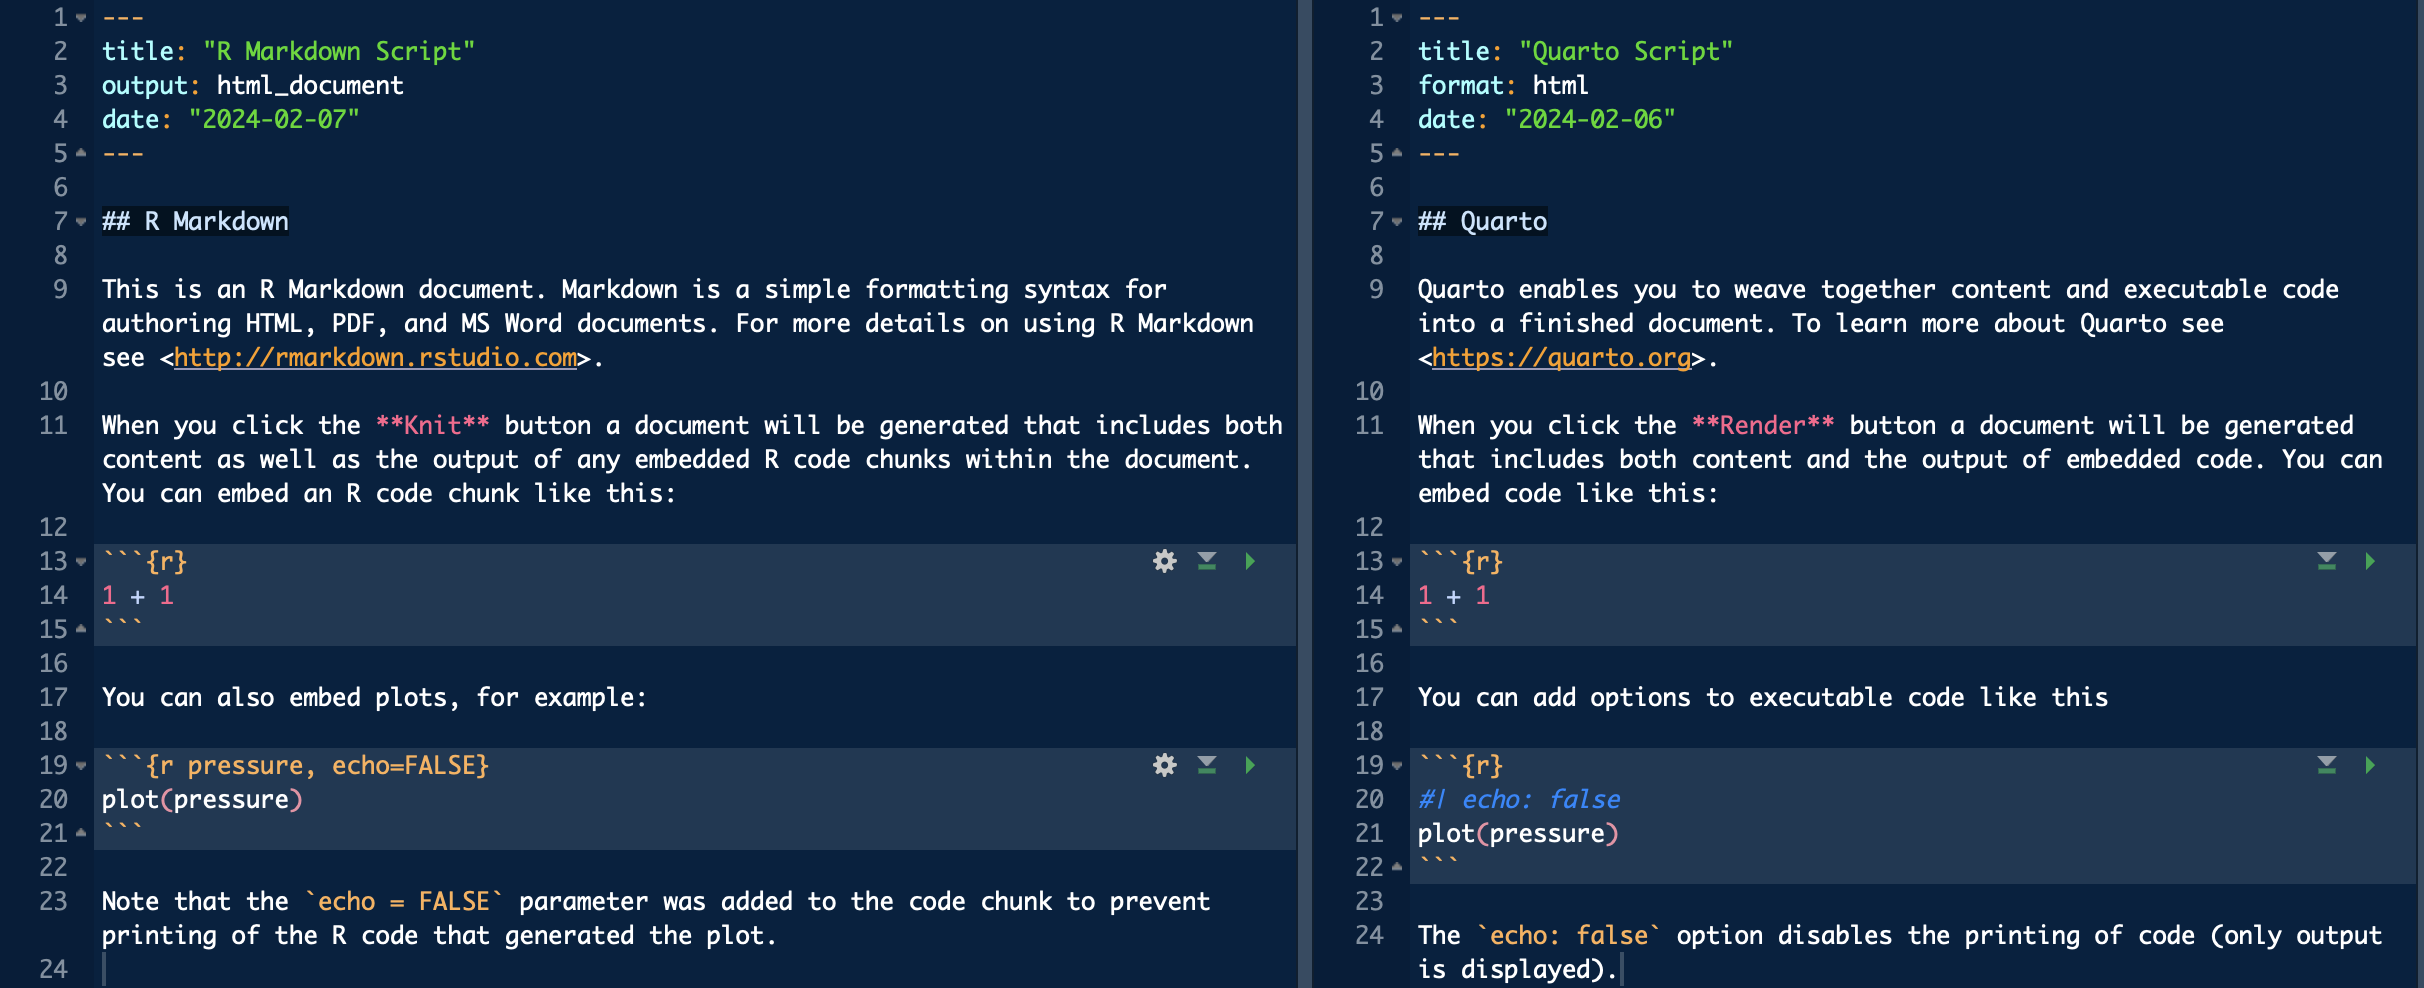 1 ---
2 title: "R Markdown Script"
3 output: html_document
4 date: "2024-02-07"
5 ---
6
7 ## R Markdown
8
9 This is an R Markdown document. Markdown is a simple formatting syntax for
authoring HTML, PDF, and MS Word documents. For more details on using R Markdown
see <http://rmarkdown.rstudio.com>.
10
11 When you click the **Knit** button a document will be generated that includes both
content as well as the output of any embedded R code chunks within the document.
You can embed an R code chunk like this:
12
13 ```{r}
14 1 + 1
15 ```
16
17 You can also embed plots, for example:
18
19 ```{r pressure, echo=FALSE}
20 plot(pressure)
21 ```
22
23 Note that the `echo = FALSE` parameter was added to the code chunk to prevent
printing of the R code that generated the plot.
24
1 ---
2 title: "Quarto Script"
3 format: html
4 date: "2024-02-06"
5 ---
6
7 ## Quarto
8
9 Quarto enables you to weave together content and executable code
into a finished document. To learn more about Quarto see
<https://quarto.org>.
10
11 When you click the **Render** button a document will be generated
that includes both content and the output of embedded code. You can
embed code like this:
12
13 ```{r}
14 1 + 1
15 ```
16
17 You can add options to executable code like this
18
19 ```{r}
20 #| echo: false
21 plot(pressure)
22 ```
23
24 The `echo: false` option disables the printing of code (only output
is displayed).